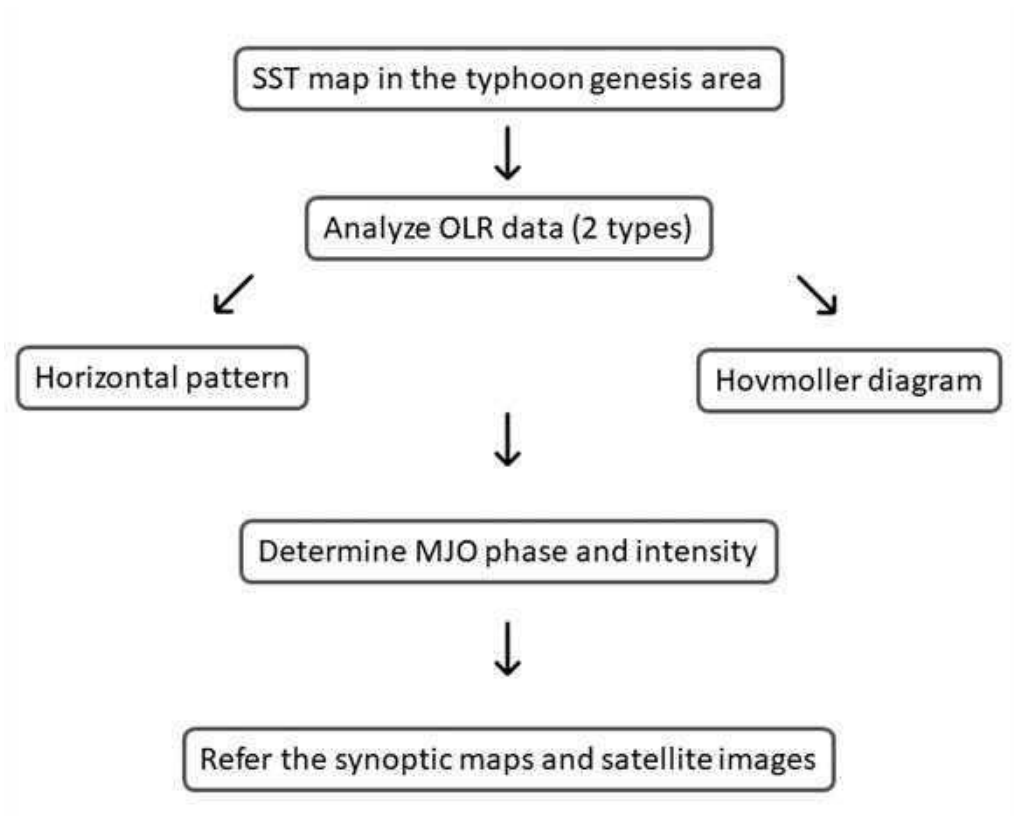 SST map in the typhoon genesis area
Analyze OLR data (2 types)
Horizontal pattern
Hovmoller diagram
Determine MJO phase and intensity
Refer the synoptic maps and satellite images